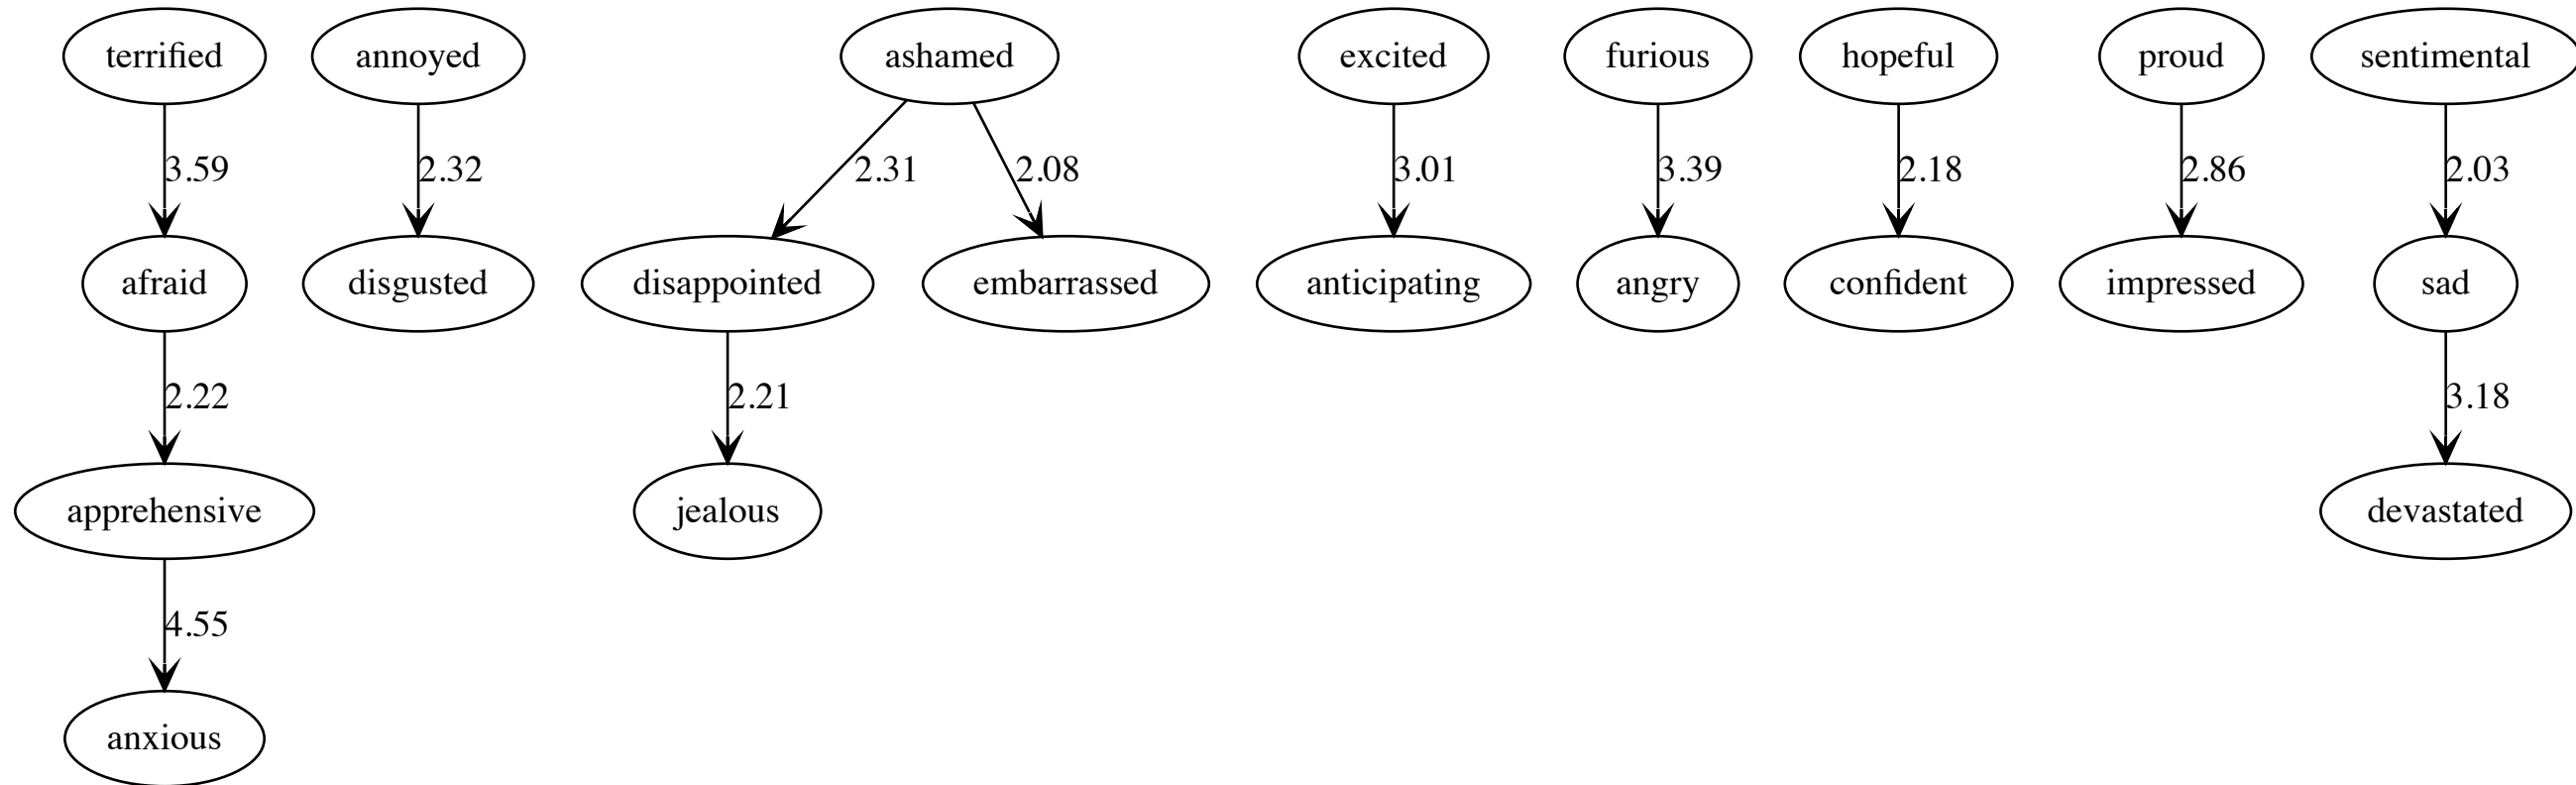 terrified annoyed ashamed excited furious hopeful proud sentimental
3.59 2.32 2.31 2.08 3.01 3.39 2.18 2.86 2.03
afraid disgusted disappointed embarrassed anticipating angry confident impressed sad
2.22 2.21 3.18
apprehensive jealous devastated
4.55
anxious